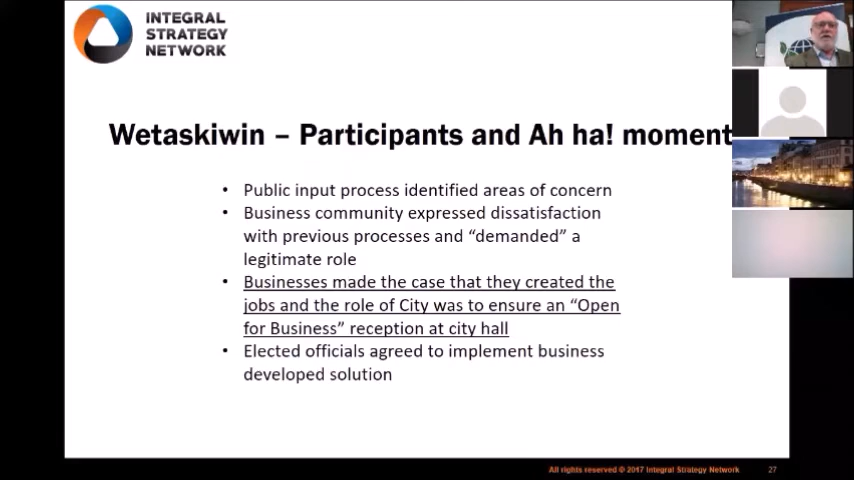 INTEGRAL
STRATEGY
NETWORK
Wetaskiwin – Participants and Ah ha! moment
• Public input process identified areas of concern
• Business community expressed dissatisfaction
with previous processes and “demanded” a
legitimate role
• Businesses made the case that they created the
jobs and the role of City was to ensure an “Open
for Business” reception at city hall
• Elected officials agreed to implement business
developed solution
All rights reserved © 2017 Integral Strategy Network 27